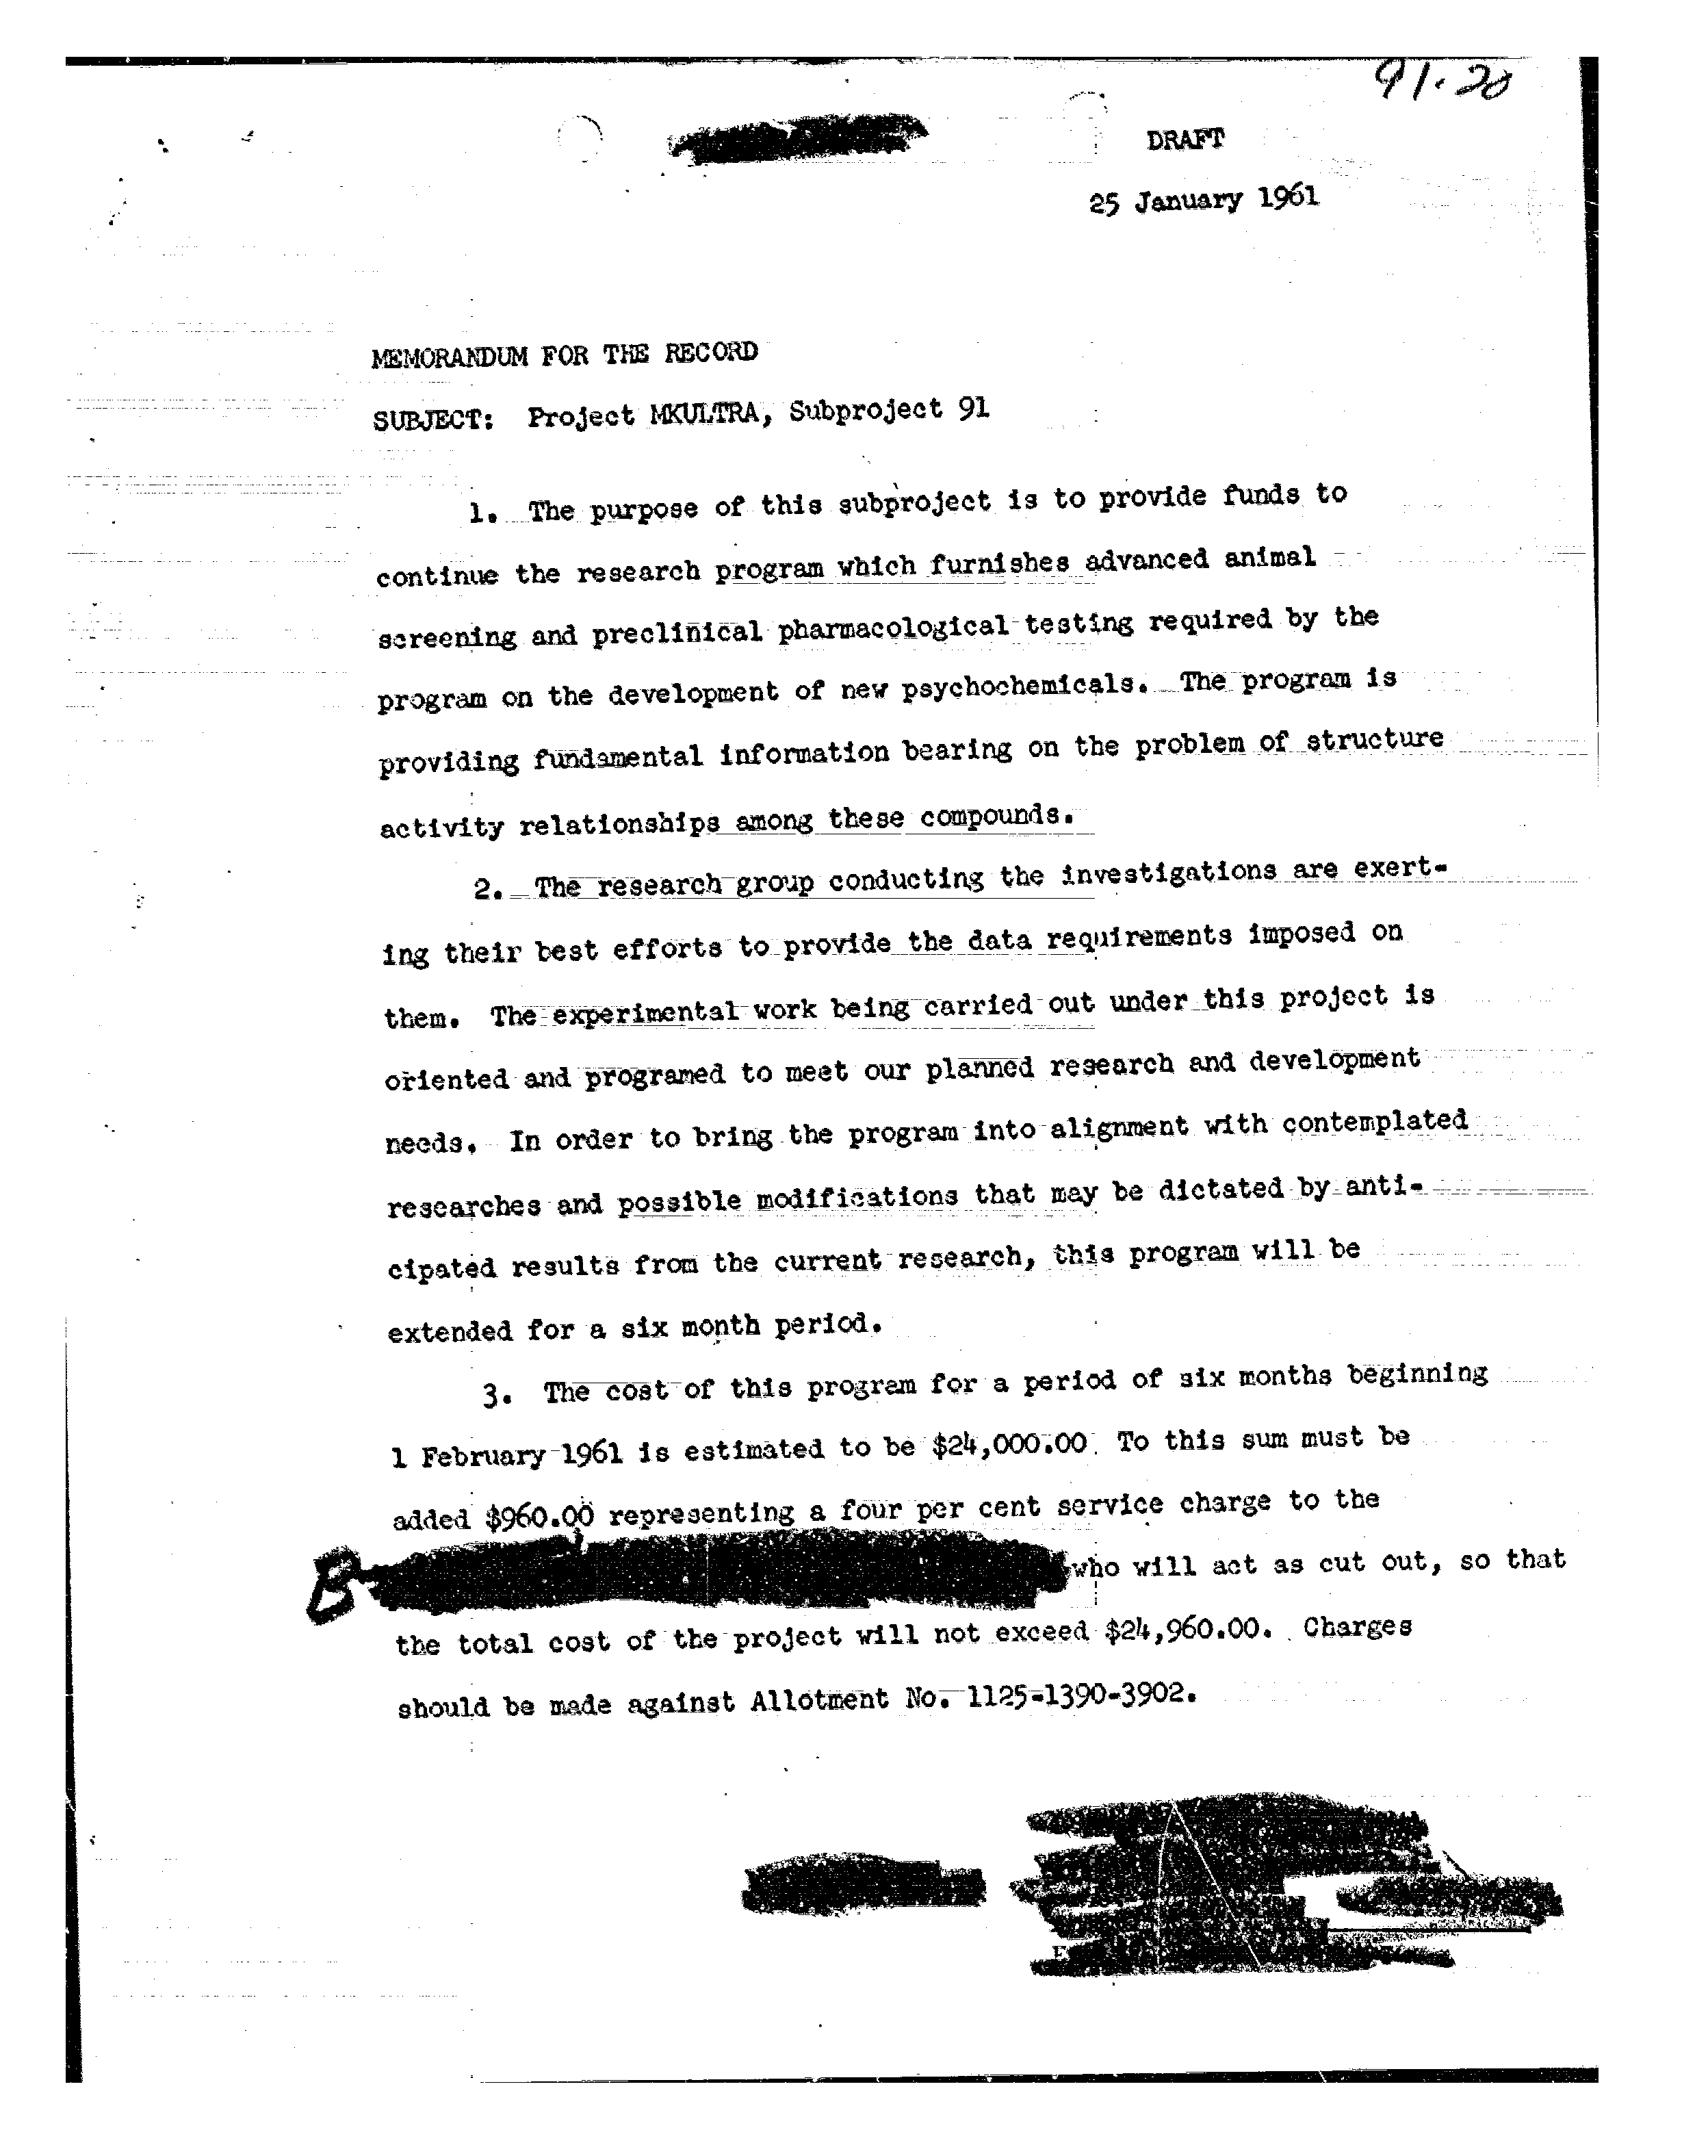 91-20
DRAFT
25 January 1961
MEMORANDUM FOR THE RECORD
SUBJECT: Project MKULTRA, Subproject 91
1. The purpose of this subproject is to provide funds to
continue the research program which furnishes advanced animal
screening and preclinical pharmacological testing required by the
program on the development of new psychochemicals. The program is
providing fundamental information bearing on the problem of structure
activity relationships among these compounds.
2. The research group conducting the investigations are exert-
ing their best efforts to provide the data requirements imposed on
them. The experimental work being carried out under this project is
oriented and programed to meet our planned research and development
needs. In order to bring the program into alignment with contemplated
researches and possible modifications that may be dictated by anti-
cipated results from the current research, this program will be
extended for a six month period.
3. The cost of this program for a period of six months beginning
1 February 1961 is estimated to be $24,000.00. To this sum must be
added $960.00 representing a four per cent service charge to the
B who will act as cut out, so that
the total cost of the project will not exceed $24,960.00. Charges
should be made against Allotment No. 1125-1390-3902.